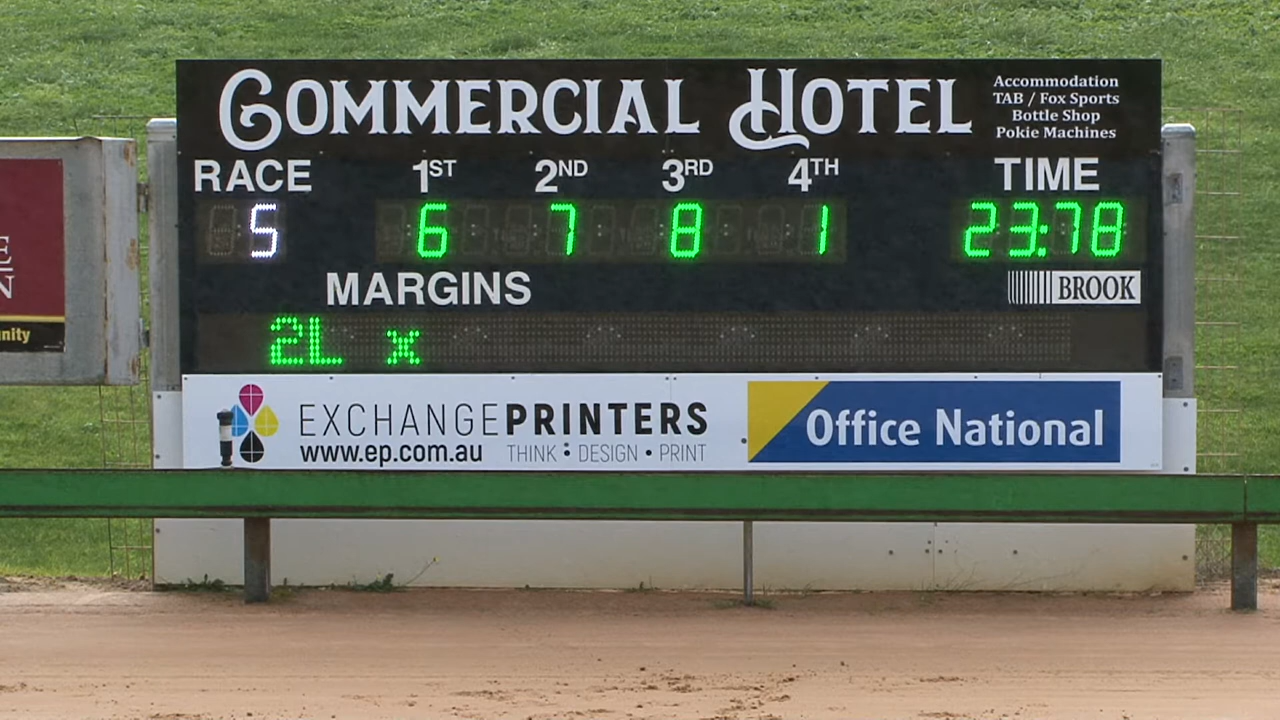 COMMERCIAL HOTEL
Accommodation
TAB / Fox Sports
Bottle Shop
Pokie Machines
RACE 1ST 2ND 3RD 4TH TIME
5 6 7 8 1 23:78
MARGINS
BROOK
2L x
EXCHANGEPRINTERS
www.ep.com.au THINK : DESIGN • PRINT
Office National
E
N
nity